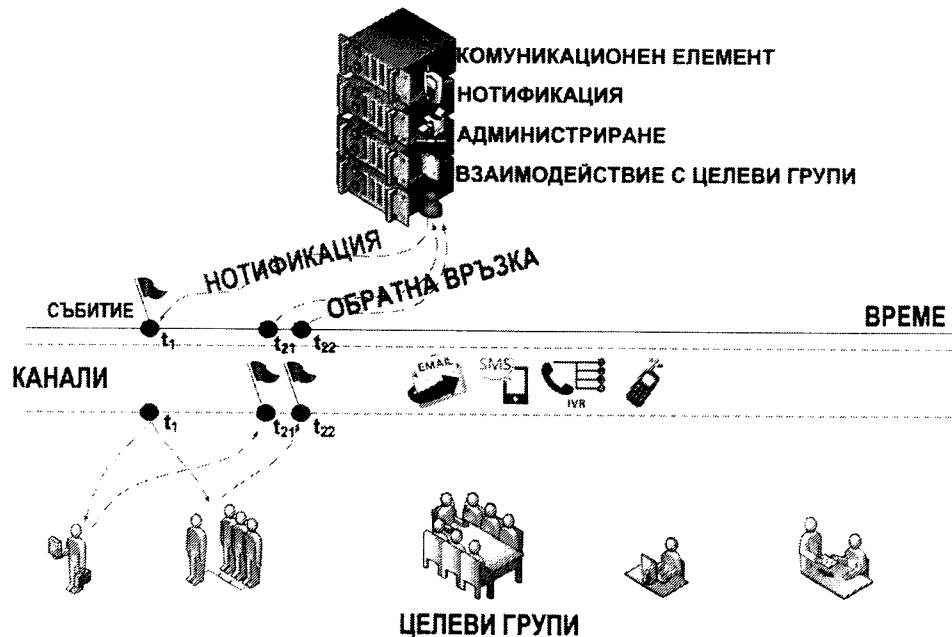 КОМУНИКАЦИОНЕН ЕЛЕМЕНТ
НОТИФИКАЦИЯ
АДМИНИСТРИРАНЕ
ВЗАИМОДЕЙСТВИЕ С ЦЕЛЕВИ ГРУПИ
НОТИФИКАЦИЯ
ОБРАТНА ВРЪЗКА
СЪБИТИЕ
ВРЕМЕ
t1 t21 t22
КАНАЛИ
EMAIL SMS IVR
t1 t21 t22
ЦЕЛЕВИ ГРУПИ